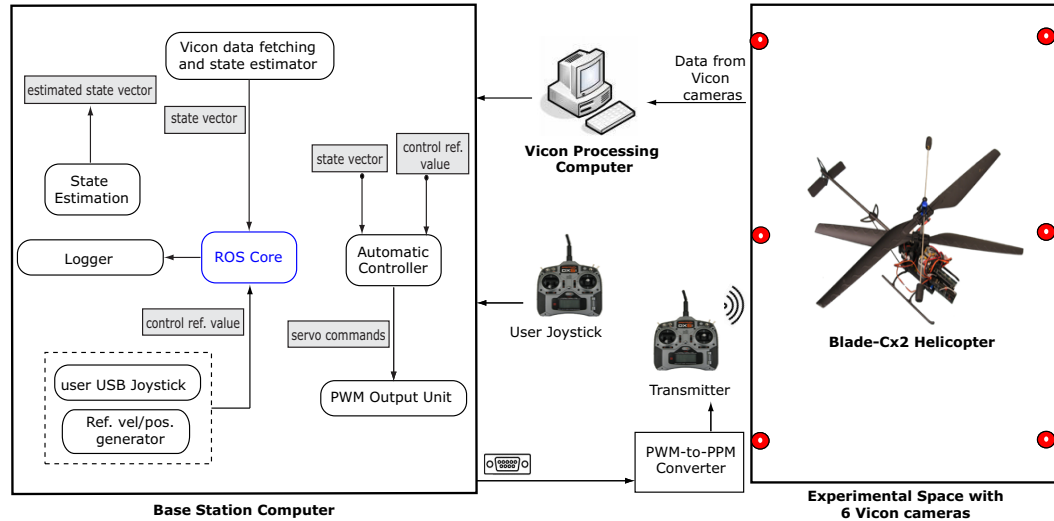 Vicon data fetching
and state estimator
estimated state vector
state vector
State
Estimation
state vector
control ref.
value
Logger
ROS Core
Automatic
Controller
control ref. value
servo commands
user USB Joystick
Ref. vel/pos.
generator
PWM Output Unit
Base Station Computer
Vicon Processing
Computer
Data from
Vicon
cameras
User Joystick
Transmitter
PWM-to-PPM
Converter
Blade-Cx2 Helicopter
Experimental Space with
6 Vicon cameras